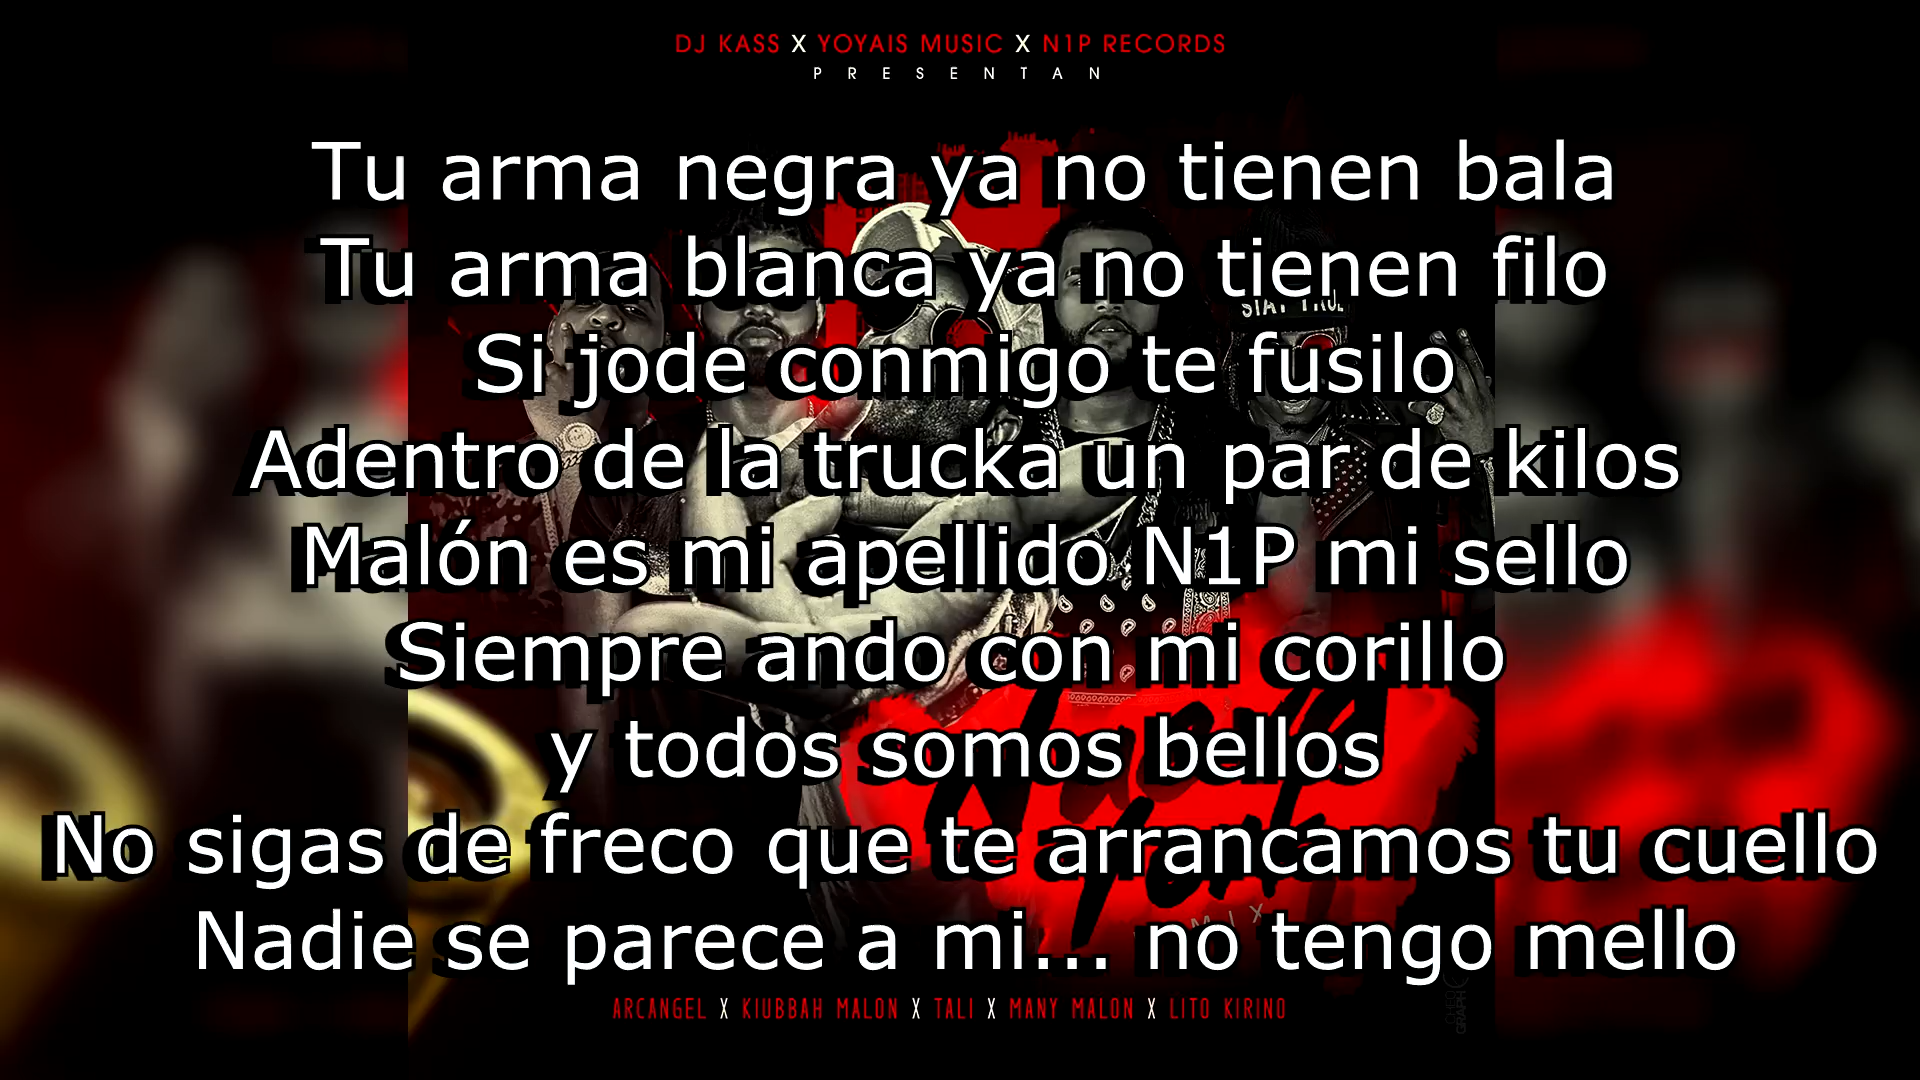 DJ KASS X YOYAIS MUSIC X N1P RECORDS
PRESENTAN
Tu arma negra ya no tienen bala
Tu arma blanca ya no tienen filo
STAY TRUE
Si jode conmigo te fusilo
Adentro de la trucka un par de kilos
Malón es mi apellido N1P mi sello
Siempre ando con mi corillo
y todos somos bellos
No sigas de freco que te arrancamos tu cuello
Nadie se parece a mi... no tengo mello
ARCANGEL X KIUBBAH MALON X TALI X MANY MALON X LITO KIRINO